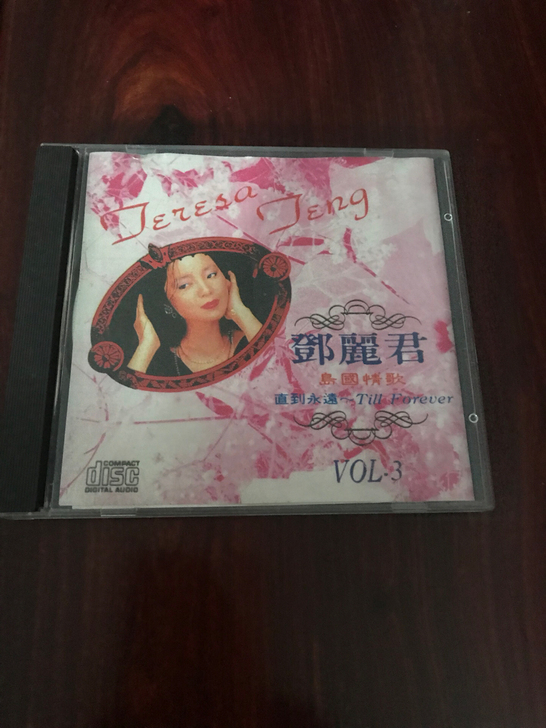 Teresa Teng
鄧麗君
島國情歌
直到永遠~Till Forever
VOL·3
COMPACT
disc
DIGITAL AUDIO